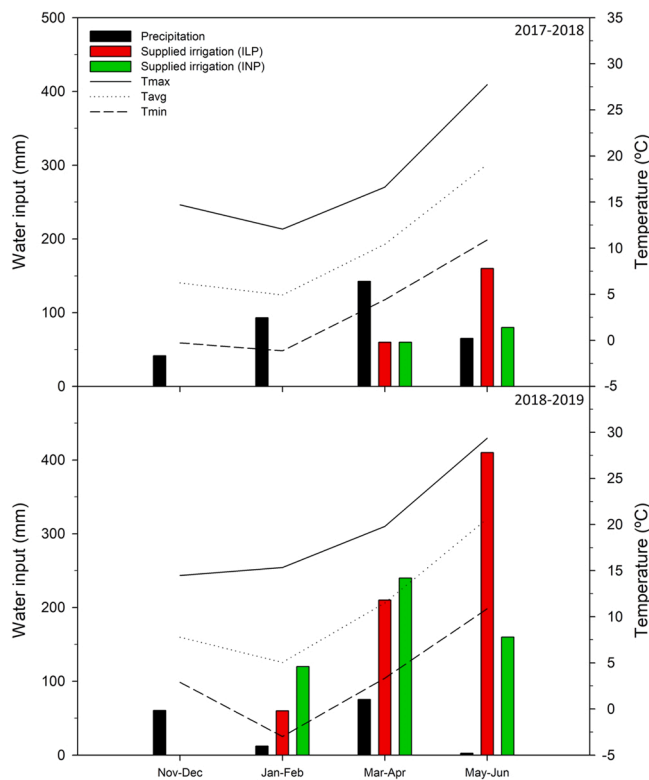 500
400
300
200
100
0
Water input (mm)
Precipitation
Supplied irrigation (ILP)
Supplied irrigation (INP)
Tmax
Tavg
Tmin
2017-2018
35
30
25
20
15
10
5
0
-5
Temperature (ºC)
400
300
200
100
0
Water input (mm)
2018-2019
30
25
20
15
10
5
0
-5
Temperature (ºC)
Nov-Dec Jan-Feb Mar-Apr May-Jun